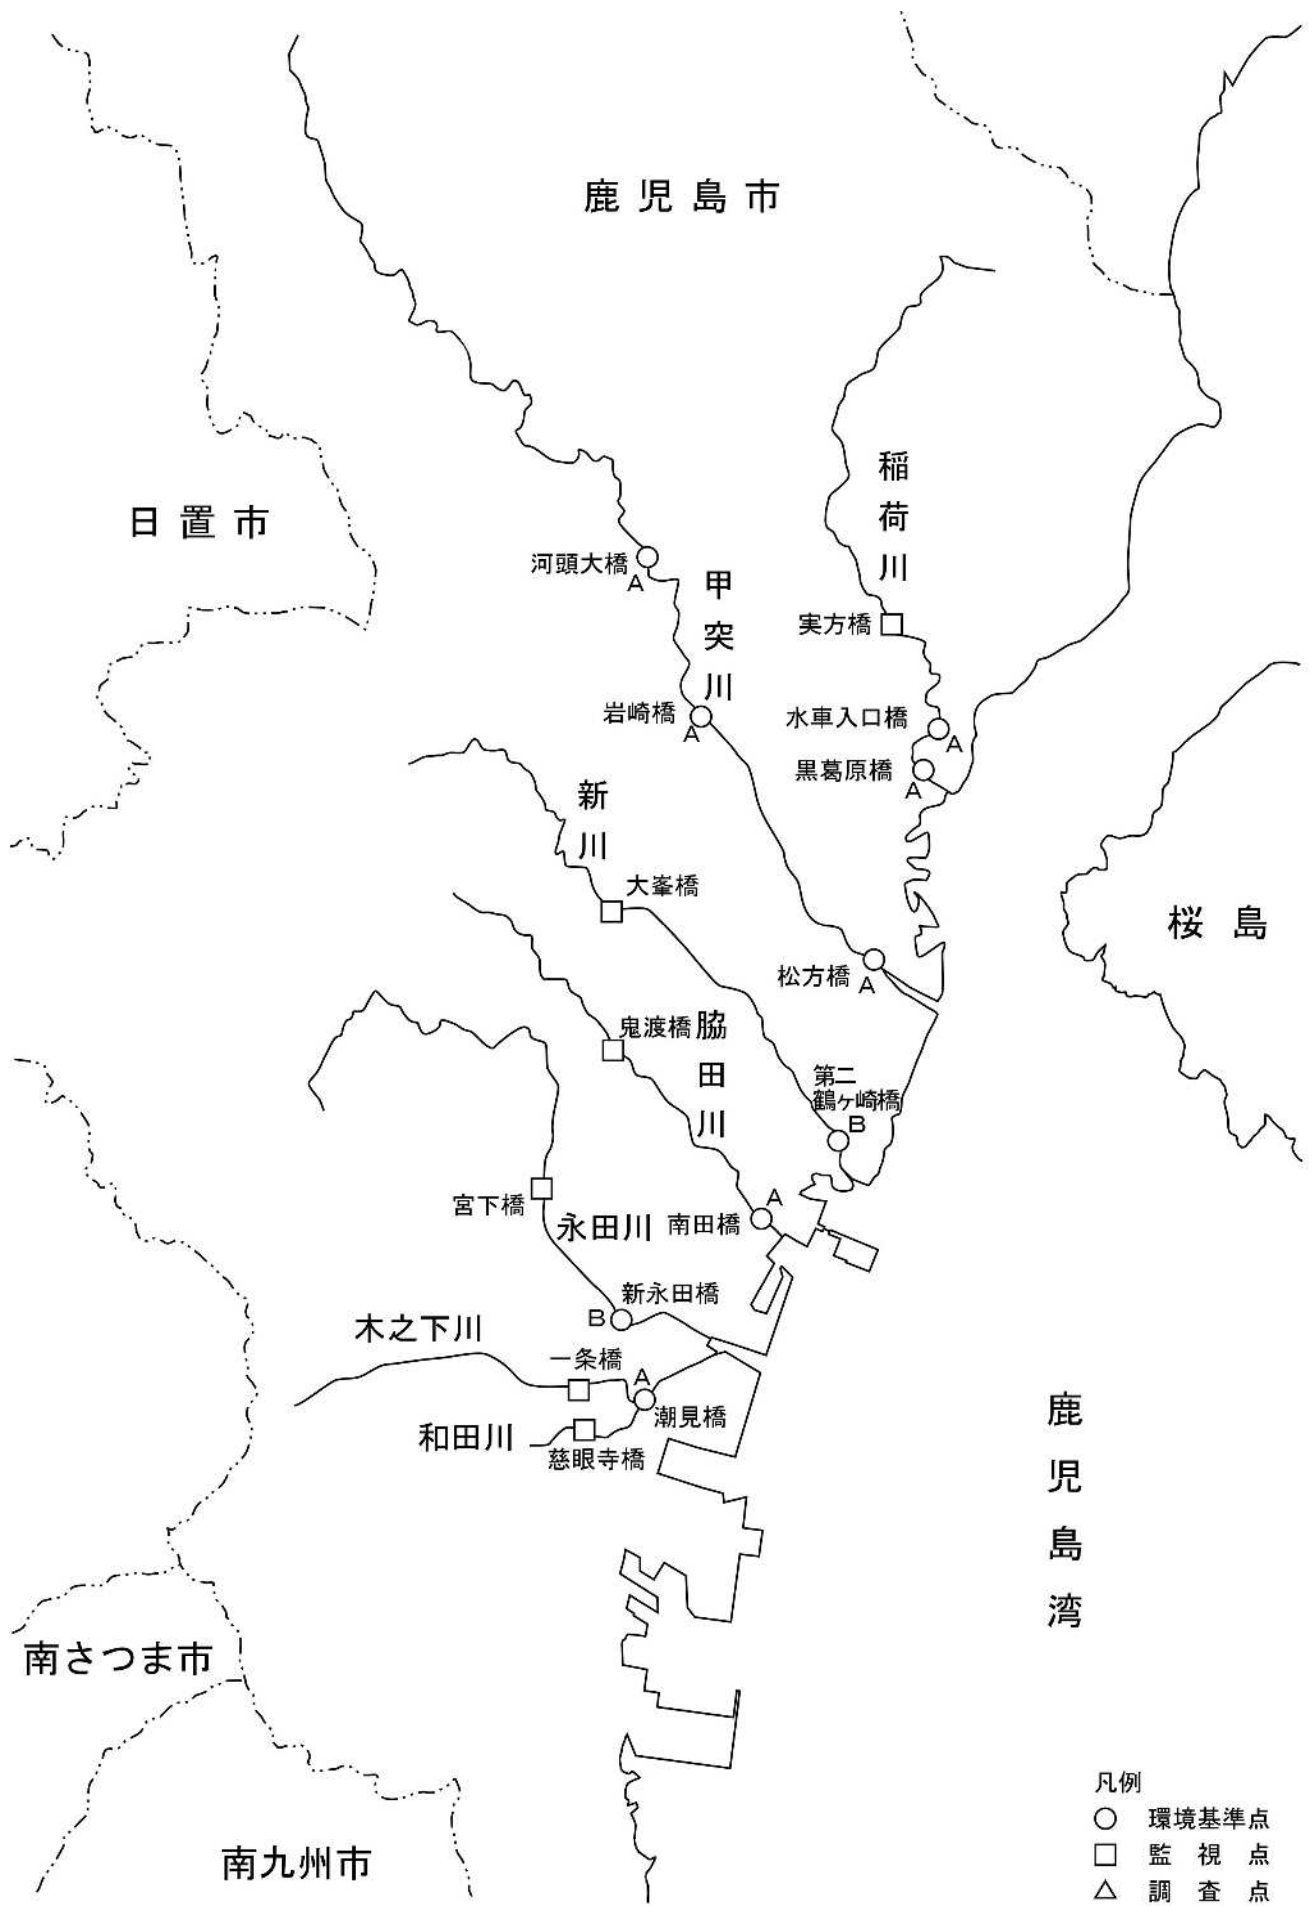 鹿児島市
日置市
稲荷川
河頭大橋
A
甲突川
実方橋
岩崎橋
A
水車入口橋
A
黒葛原橋
A
新川
大峯橋
桜島
松方橋
A
鬼渡橋
脇田川
第二
鶴ヶ崎橋
B
宮下橋
永田川
南田橋
A
新永田橋
B
木之下川
一条橋
A
潮見橋
和田川
慈眼寺橋
鹿児島湾
南さつま市
南九州市
凡例
○ 環境基準点
□ 監視点
△ 調査点